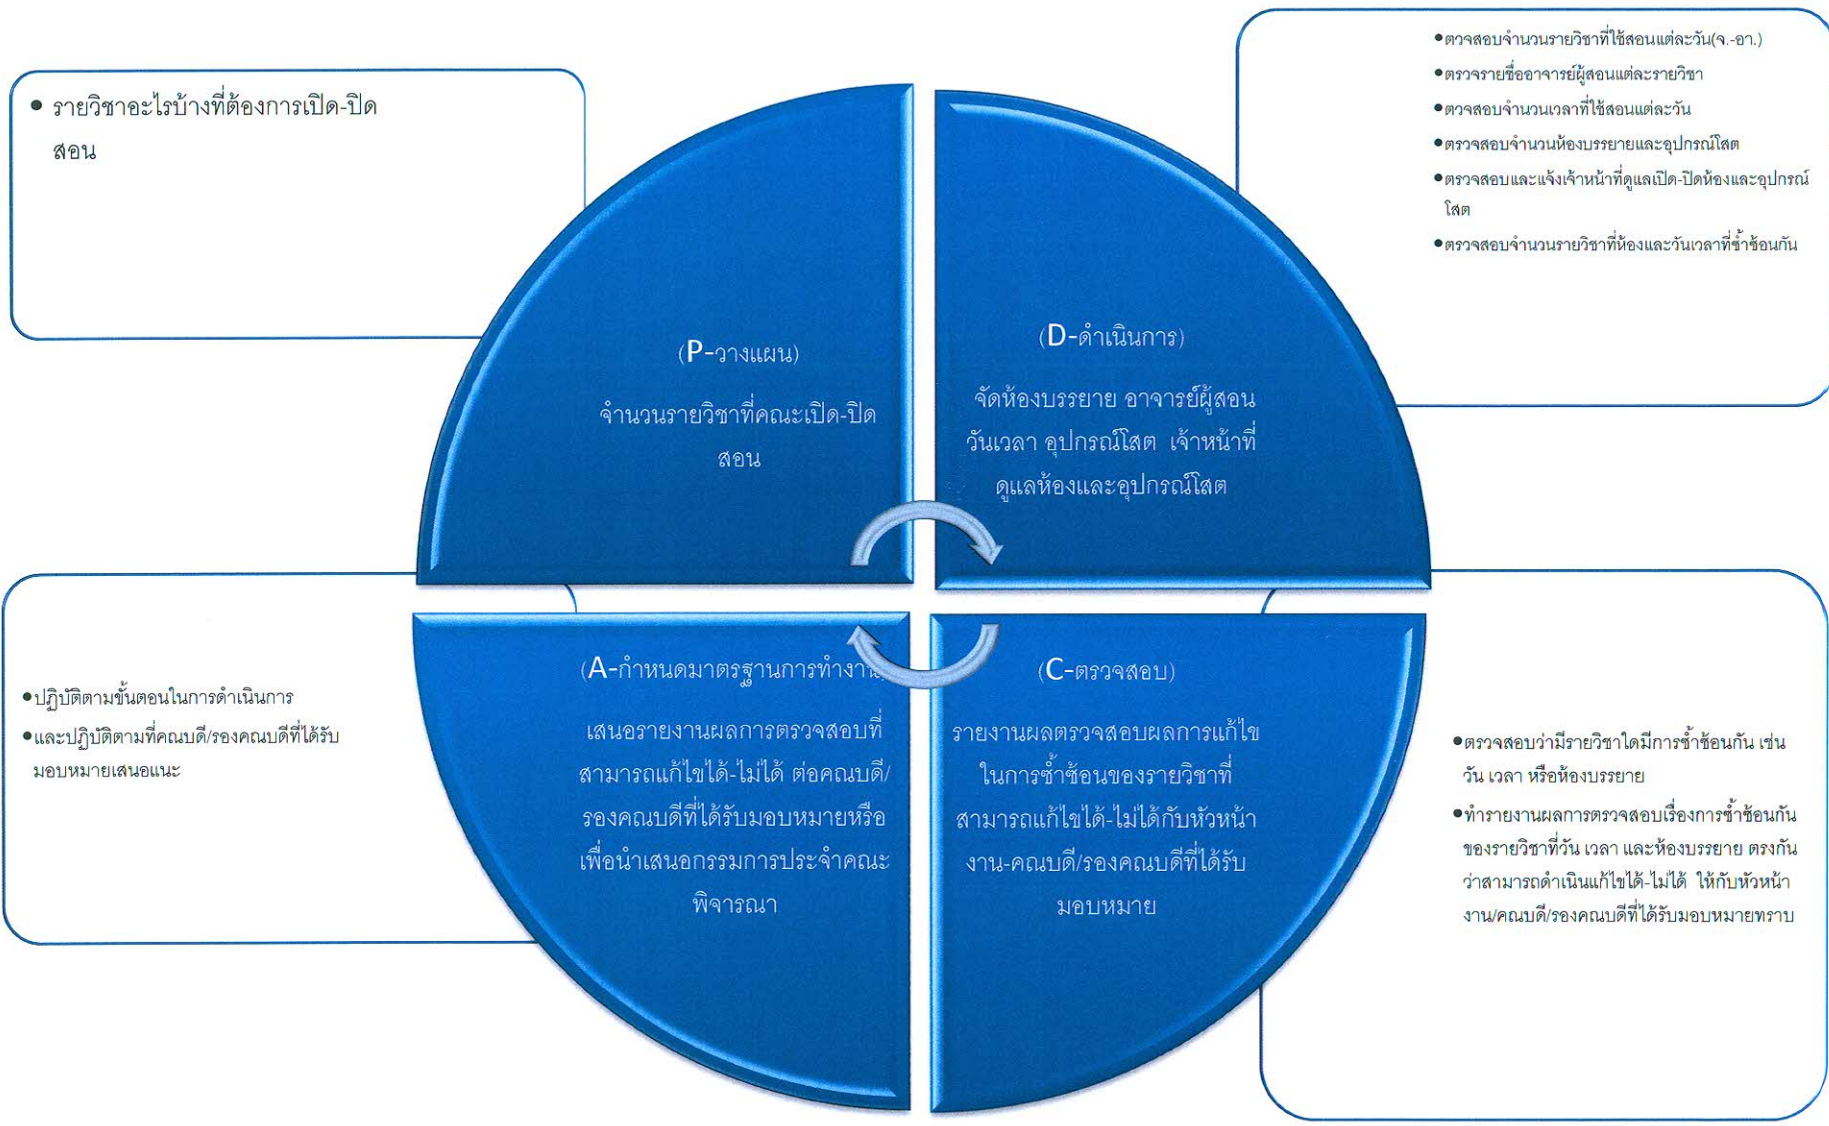 • รายวิชาอะไรบ้างที่ต้องการเปิด-ปิด
สอน
(P-วางแผน)
จำนวนรายวิชาที่คณะเปิด-ปิด
สอน
(D-ดำเนินการ)
จัดห้องบรรยาย อาจารย์ผู้สอน
วันเวลา อุปกรณ์โสต เจ้าหน้าที่
ดูแลห้องและอุปกรณ์โสต
•ตวจสอบจำนวนรายวิชาที่ใช้สอนแต่ละวัน(จ.-อา.)
•ตรวจรายชื่ออาจารย์ผู้สอนแต่ละรายวิชา
•ตวจสอบจำนวนเวลาที่ใช้สอนแต่ละวัน
•ตรวจสอบจำนวนห้องบรรยายและอุปกรณ์โสต
•ตรวจสอบและแจ้งเจ้าหน้าที่ดูแลเปิด-ปิดห้องและอุปกรณ์
โสต
•ตรวจสอบจำนวนรายวิชาที่ห้องและวันเวลาที่ซ้ำซ้อนกัน
•ปฏิบัติตามขั้นตอนในการดำเนินการ
•และปฏิบัติตามที่คณบดี/รองคณบดีที่ได้รับ
มอบหมายเสนอแนะ
(A-กำหนดมาตรฐานการทำงาน
เสนอรายงานผลการตรวจสอบที่
สามารถแก้ไขได้-ไม่ได้ ต่อคณบดี/
รองคณบดีที่ได้รับมอบหมายหรือ
เพื่อนำเสนอกรรมการประจำคณะ
พิจารณา
(C-ตรวจสอบ)
รายงานผลตรวจสอบผลการแก้ไข
ในการซ้ำซ้อนของรายวิชาที่
สามารถแก้ไขได้-ไม่ได้กับหัวหน้า
งาน-คณบดี/รองคณบดีที่ได้รับ
มอบหมาย
•ตรวจสอบว่ามีรายวิชาใดมีการซ้ำซ้อนกัน เช่น
วัน เวลา หรือห้องบรรยาย
•ทำรายงานผลการตรวจสอบเรื่องการซ้ำซ้อนกัน
ของรายวิชาที่วัน เวลา และห้องบรรยาย ตรงกัน
ว่าสามารถดำเนินแก้ไขได้-ไม่ได้ ให้กับหัวหน้า
งาน/คณบดี/รองคณบดีที่ได้รับมอบหมายทราบ